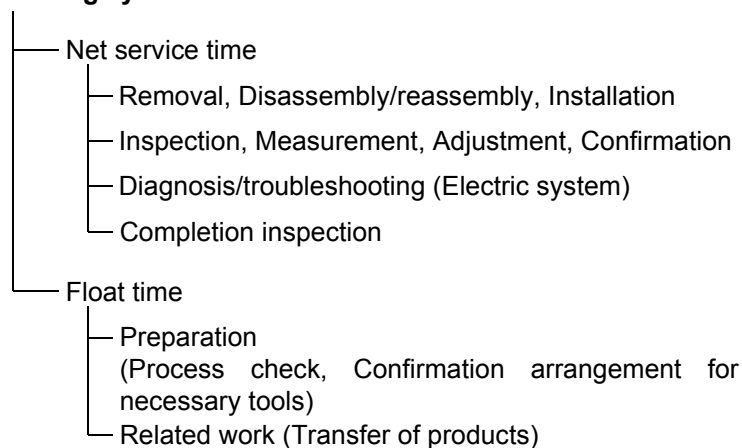 Net service time
Removal, Disassembly/reassembly, Installation
Inspection, Measurement, Adjustment, Confirmation
Diagnosis/troubleshooting (Electric system)
Completion inspection
Float time
Preparation
(Process check, Confirmation arrangement for
necessary tools)
Related work (Transfer of products)